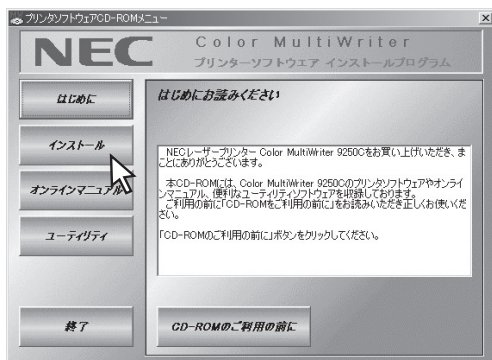 プリンタソフトウェアCD-ROMメニュー
NEC
Color MultiWriter
プリンターソフトウエア インストールプログラム
はじめに
インストール
オンラインマニュアル
ユーティリティ
終了
はじめにお読みください
NECレーザープリンター Color MultiWriter 9250Cをお買い上げいただき、ま
ことにありがとうございます。
本CD-ROMには、Color MultiWriter 9250Cのプリンタソフトウェアやオンライ
ンマニュアル、便利なユーティリティソフトウェアを収録しております。
ご利用の前に「CD-ROMをご利用の前に」をお読みいただき正しくお使いくだ
さい。
「CD-ROMのご利用の前に」ボタンをクリックしてください。
CD-ROMのご利用の前に